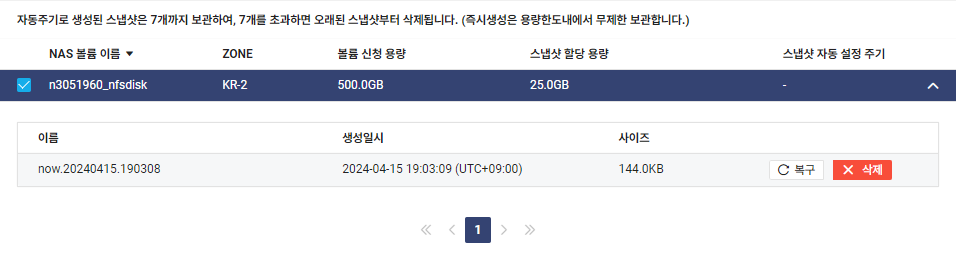 자동주기로 생성된 스냅샷은 7개까지 보관하여, 7개를 초과하면 오래된 스냅샷부터 삭제됩니다. (즉시생성은 용량한도내에서 무제한 보관합니다.)
NAS 볼륨 이름 ZONE 볼륨 신청 용량 스냅샷 할당 용량 스냅샷 자동 설정 주기
n3051960_nfsdisk KR-2 500.0GB 25.0GB -
이름 생성일시 사이즈
now.20240415.190308 2024-04-15 19:03:09 (UTC+09:00) 144.0KB 복구 삭제
1